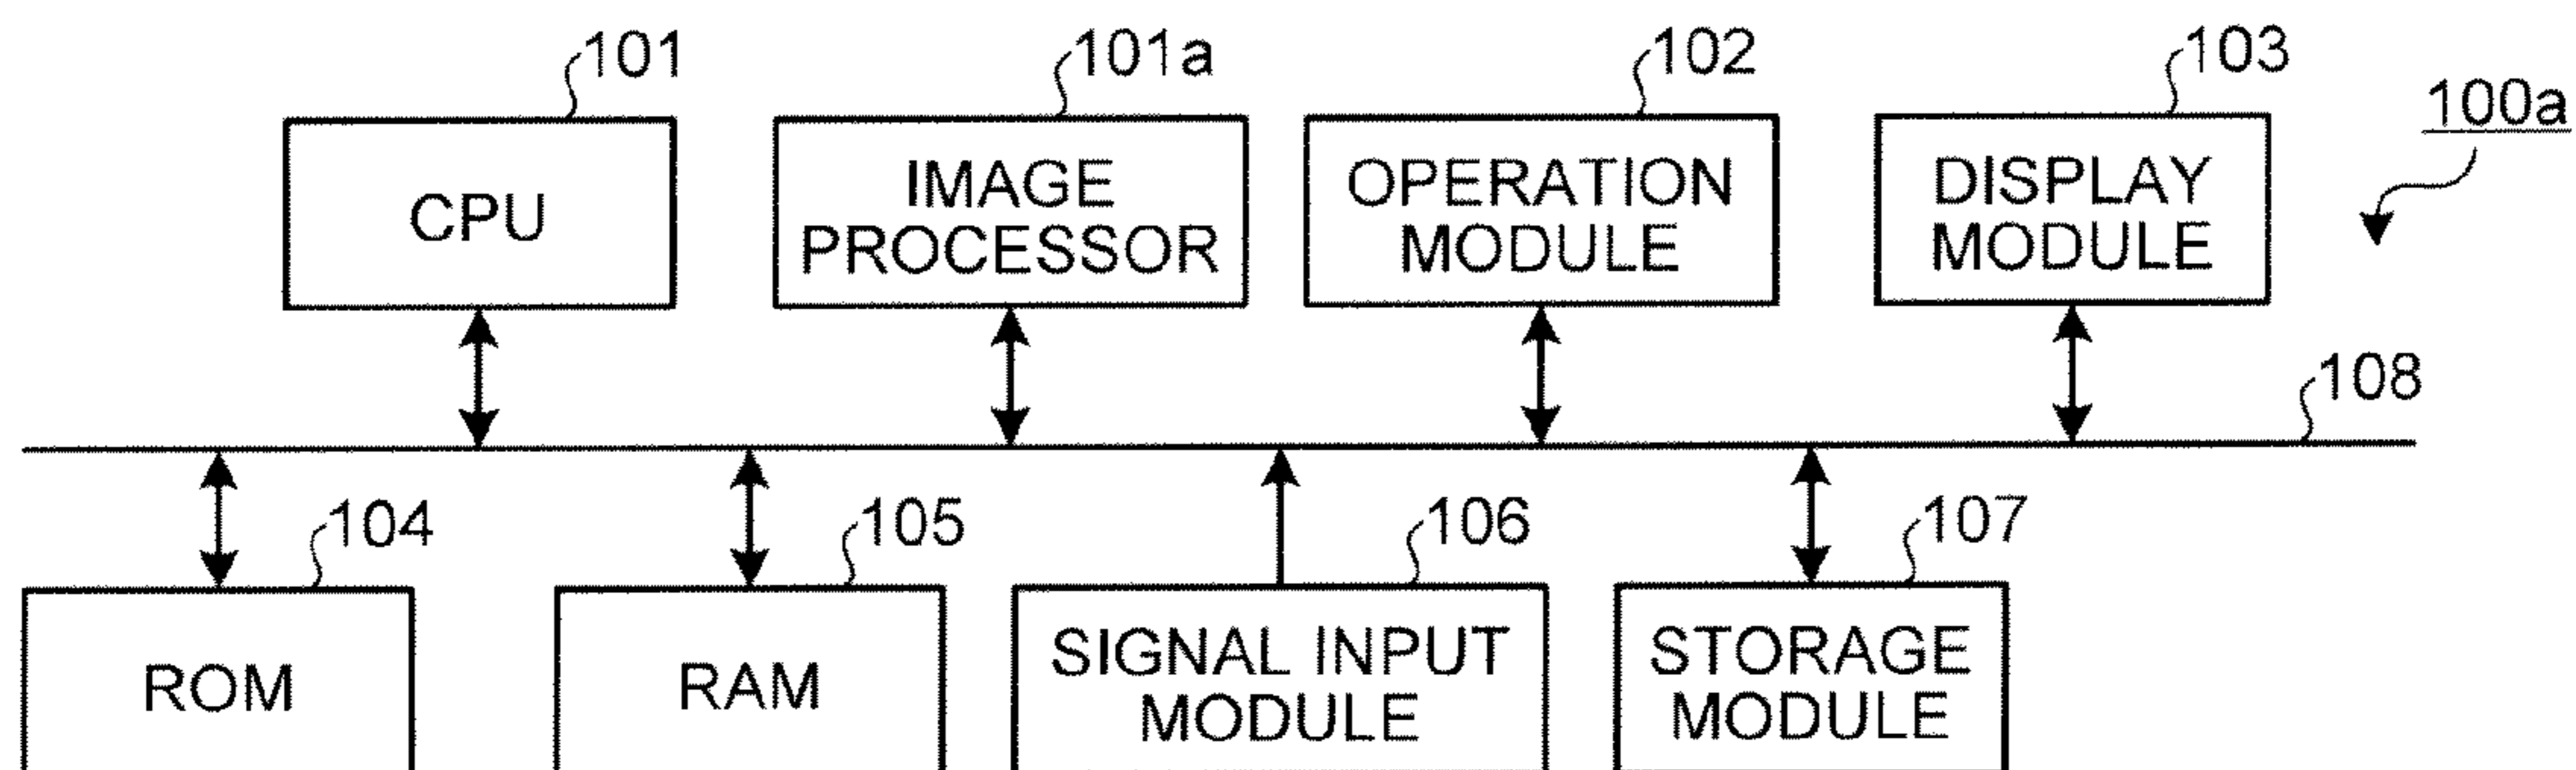 101
101a
102
103
100a
CPU
IMAGE
PROCESSOR
OPERATION
MODULE
DISPLAY
MODULE
108
104
105
106
107
ROM
RAM
SIGNAL INPUT
MODULE
STORAGE
MODULE